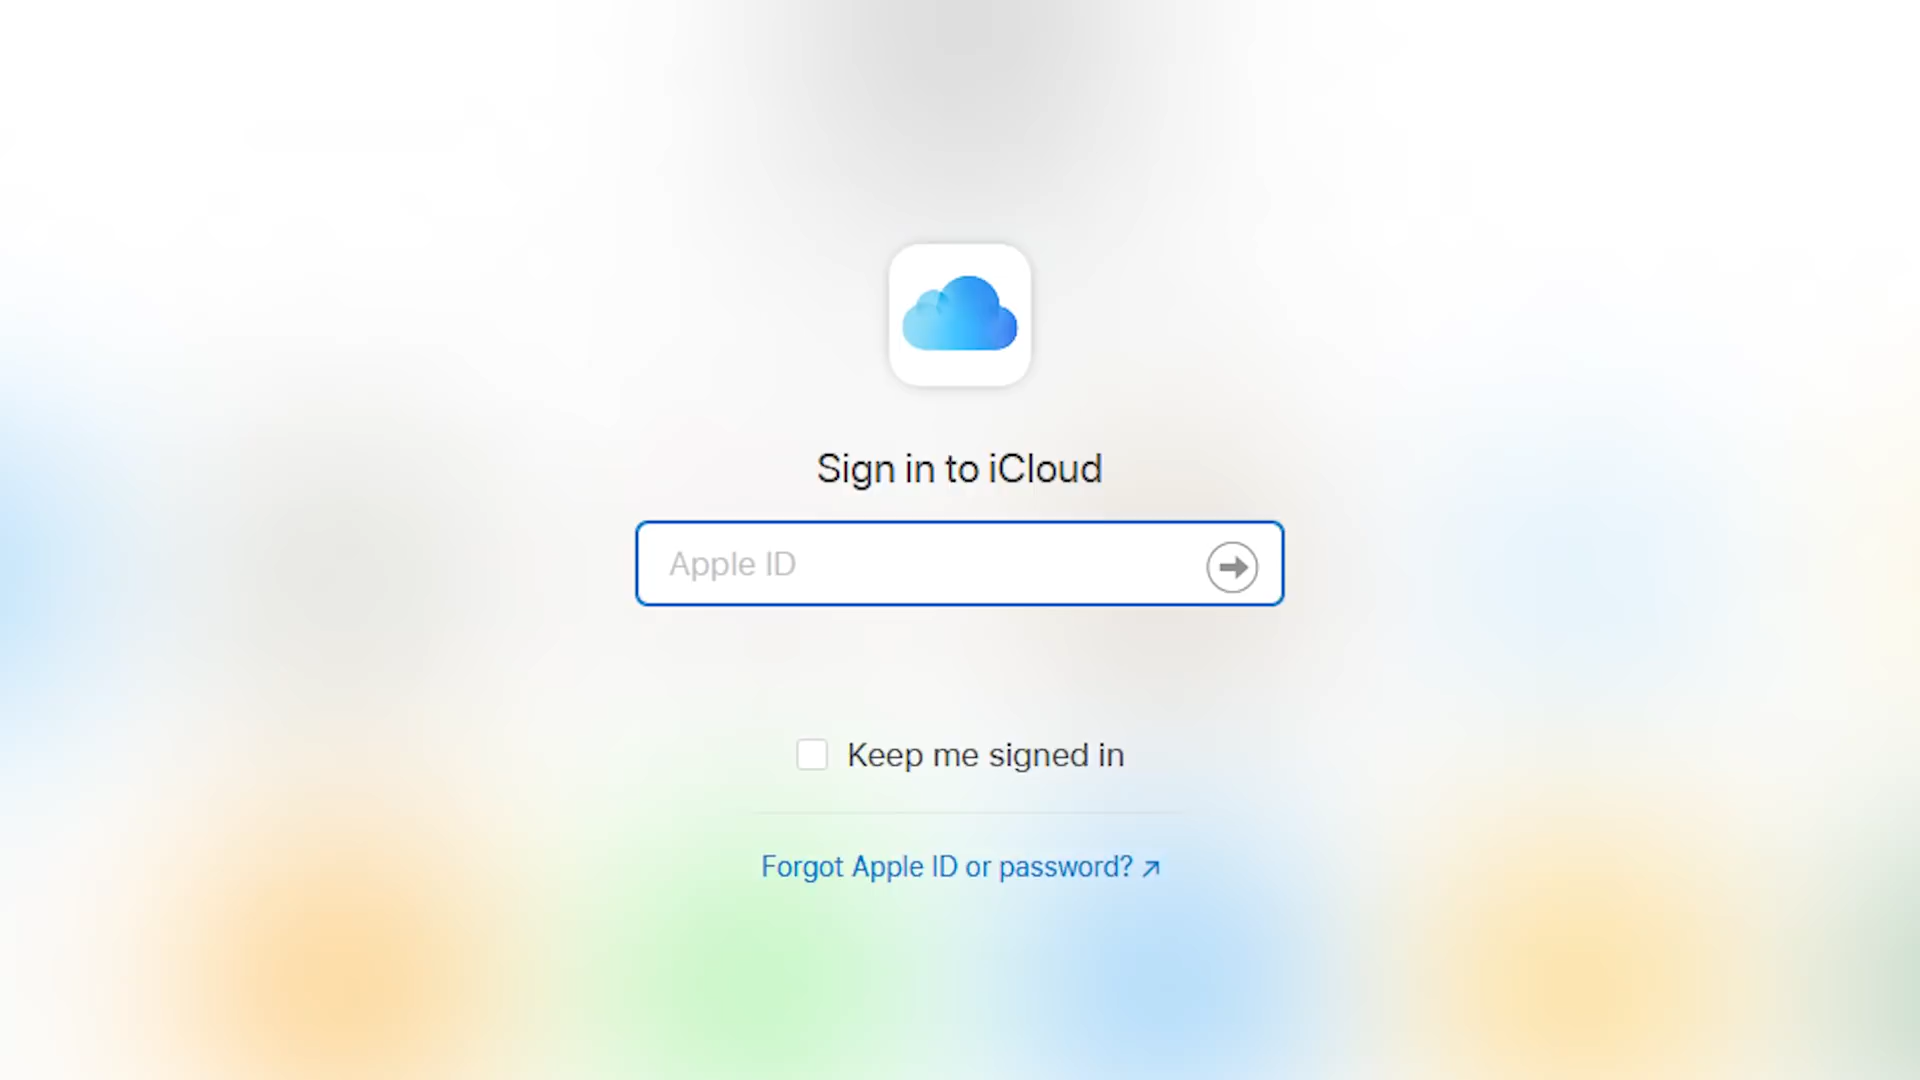 Sign in to iCloud
Apple ID
Keep me signed in
Forgot Apple ID or password? ↗